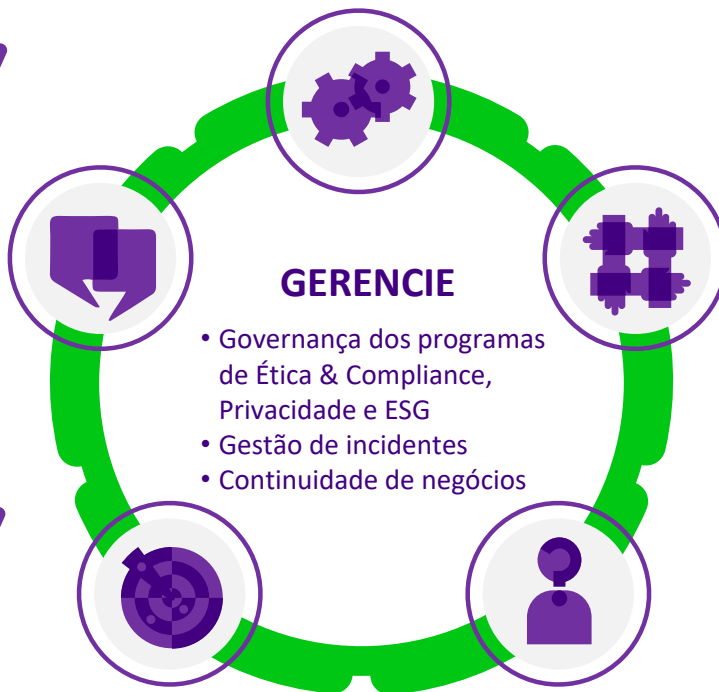 GERENCIE
• Governança dos programas
de Ética & Compliance,
Privacidade e ESG
• Gestão de incidentes
• Continuidade de negócios